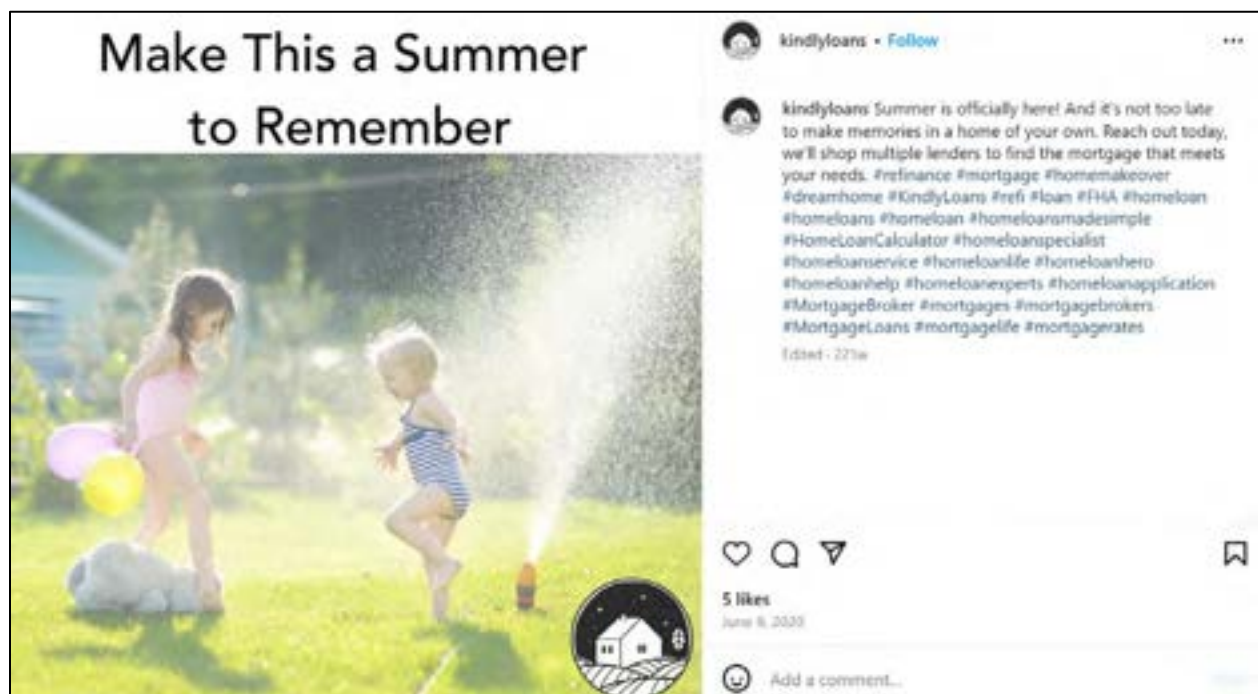 Make This a Summer
to Remember
kindlyloans • Follow
kindlyloans Summer is officially here! And it's not too late
to make memories in a home of your own. Reach out today,
we'll shop multiple lenders to find the mortgage that meets
your needs. #refinance #mortgage #homemakeover
#dreamhome #KindlyLoans #refi #loan #FHA #homeloan
#homeloans #homeloan #homeloansmadesimple
#HomeLoanCalculator #homeloanspecialist
#homeloanservice #homeloanlife #homeloanhero
#homeloanhelp #homeloanexperts #homeloanapplication
#MortgageBroker #mortgages #mortgagebrokers
#MortgageLoans #mortgagelife #mortgagerates
Edited · 221w
5 likes
June 2020
Add a comment...